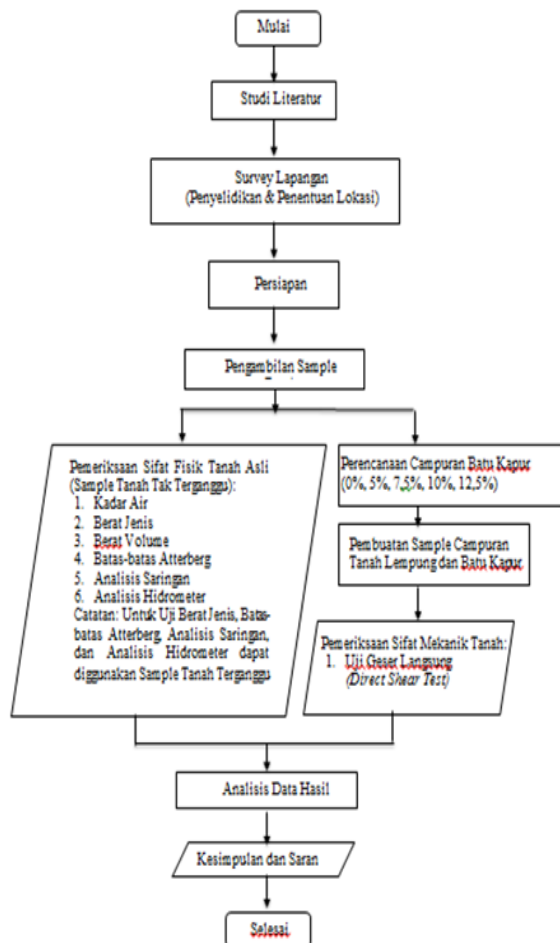 Mulai
Studi Literatur
Survey Lapangan
(Penyelidikan & Penentuan Lokasi)
Persiapan
Pengambilan Sample
Pemeriksaan Sifat Fisik Tanah Asli
(Sample Tanah Tak Terganggu):
1. Kadar Air
2. Berat Jenis
3. Berat Volume
4. Batas-batas Atterberg
5. Analisis Saringan
6. Analisis Hidrometer
Catatan: Untuk Uji Berat Jenis, Batas-
batas Atterberg, Analisis Saringan,
dan Analisis Hidrometer dapat
diggunakan Sample Tanah Terganggu
Perencanaan Campuran Batu Kapur
(0%, 5%, 7,5%, 10%, 12,5%)
Pembuatan Sample Campuran
Tanah Lempung dan Batu Kapur
Pemeriksaan Sifat Mekanik Tanah:
1. Uji Geser Langsung
(Direct Shear Test)
Analisis Data Hasil
Kesimpulan dan Saran
Selesai